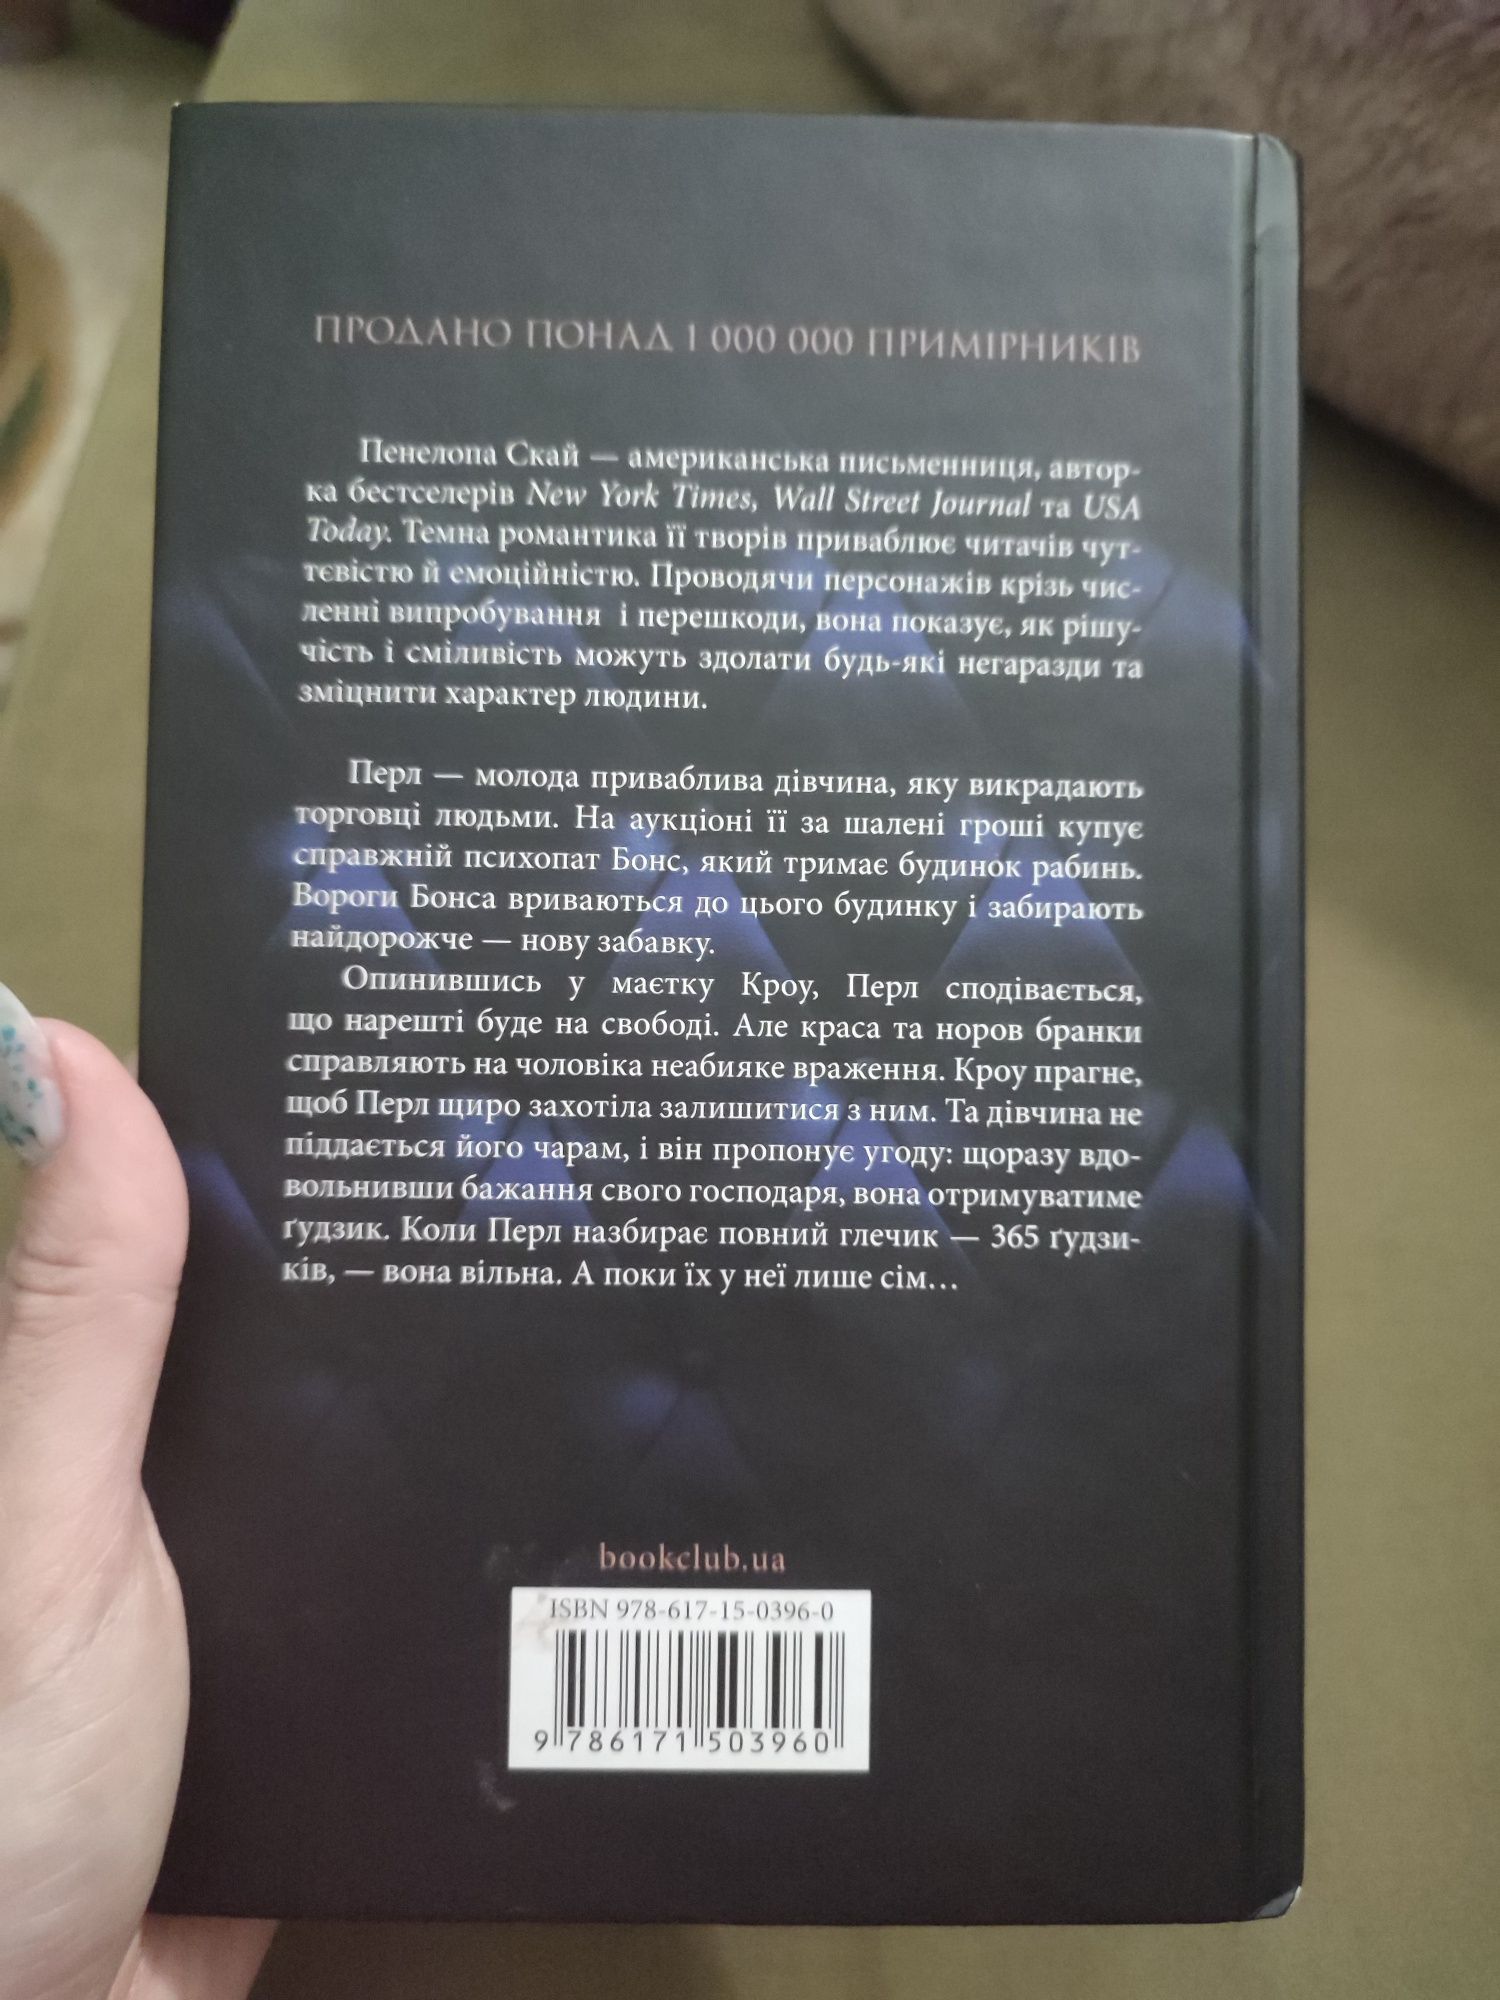 ПРОДАНО ПОНАД 1 000 000 ПРИМІРНИКІВ
Пенелопа Скай — американська письменниця, автор-
ка бестселерів New York Times, Wall Street Journal та USA
Today. Темна романтика її творів приваблює читачів чут-
тєвістю й емоційністю. Проводячи персонажів крізь чис-
ленні випробування і перешкоди, вона показує, як рішу-
чість і сміливість можуть здолати будь-які негаразди та
зміцнити характер людини.
Перл — молода приваблива дівчина, яку викрадають
торговці людьми. На аукціоні її за шалені гроші купує
справжній психопат Бонс, який тримає будинок рабинь.
Вороги Бонса вриваються до цього будинку і забирають
найдорожче — нову забавку.
Опинившись у маєтку Кроу, Перл сподівається,
що нарешті буде на свободі. Але краса та норов бранки
справляють на чоловіка неабияке враження. Кроу прагне,
щоб Перл щиро захотіла залишитися з ним. Та дівчина не
піддається його чарам, і він пропонує угоду: щоразу вдо-
вольнивши бажання свого господаря, вона отримуватиме
ґудзик. Коли Перл назбирає повний глечик — 365 ґудзи-
ків, — вона вільна. А поки їх у неї лише сім...
bookclub.ua
ISBN 978-617-15-0396-0
9 786171 503960